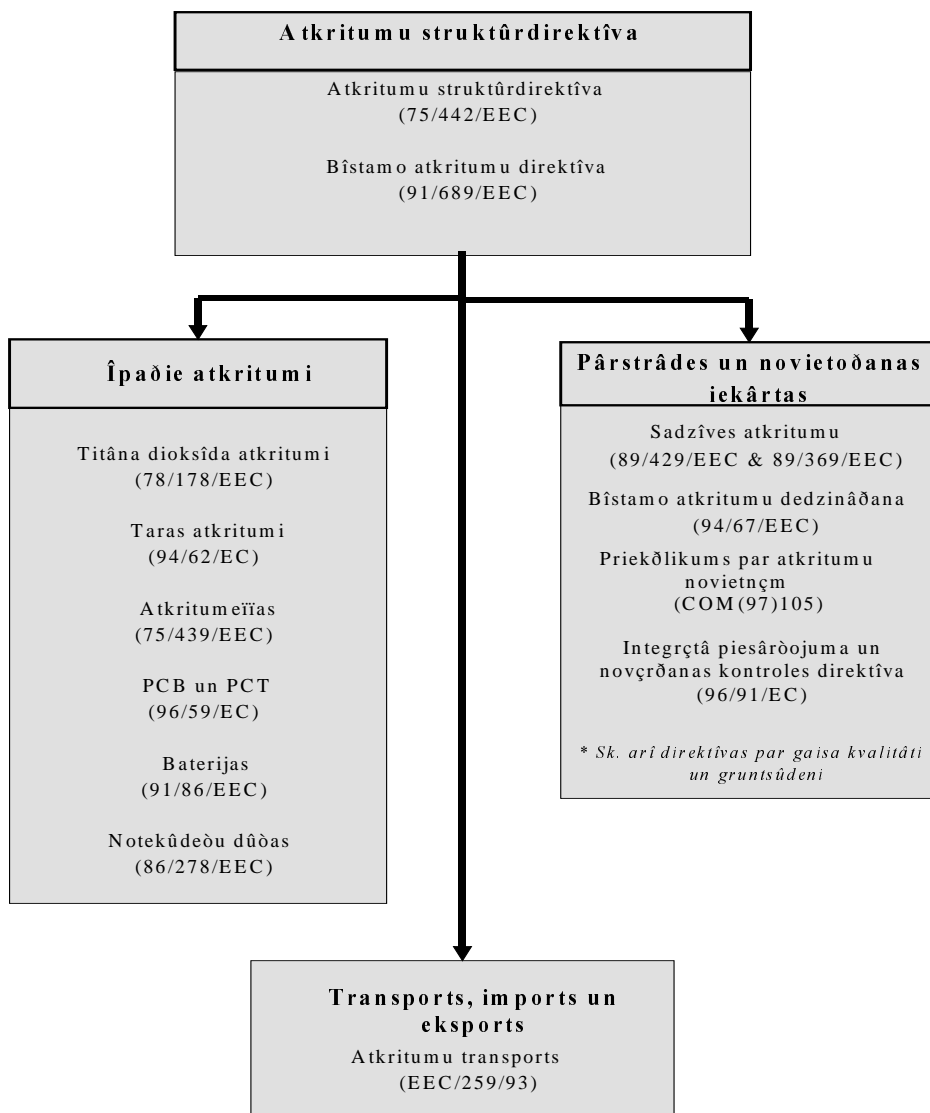 Atkritumu struktûrdirektîva
Atkritumu struktûrdirektîva
(75/442/EEC)
Bîstamo atkritumu direktîva
(91/689/EEC)
Îpaðie atkritumi
Titâna dioksîda atkritumi
(78/178/EEC)
Taras atkritumi
(94/62/EC)
Atkritumeïïas
(75/439/EEC)
PCB un PCT
(96/59/EC)
Baterijas
(91/86/EEC)
Notekûdeòu dûòas
(86/278/EEC)
Pârstrâdes un novietoðanas
iekârtas
Sadzîves atkritumu
(89/429/EEC & 89/369/EEC)
Bîstamo atkritumu dedzinâðana
(94/67/EEC)
Priekðlikums par atkritumu
novietnçm
(COM(97)105)
Integrçtâ piesâròojuma un
novçrðanas kontroles direktîva
(96/91/EC)
* Sk. arî direktîvas par gaisa kvalitâti
un gruntsûdeni
Transports, imports un
eksports
Atkritumu transports
(EEC/259/93)